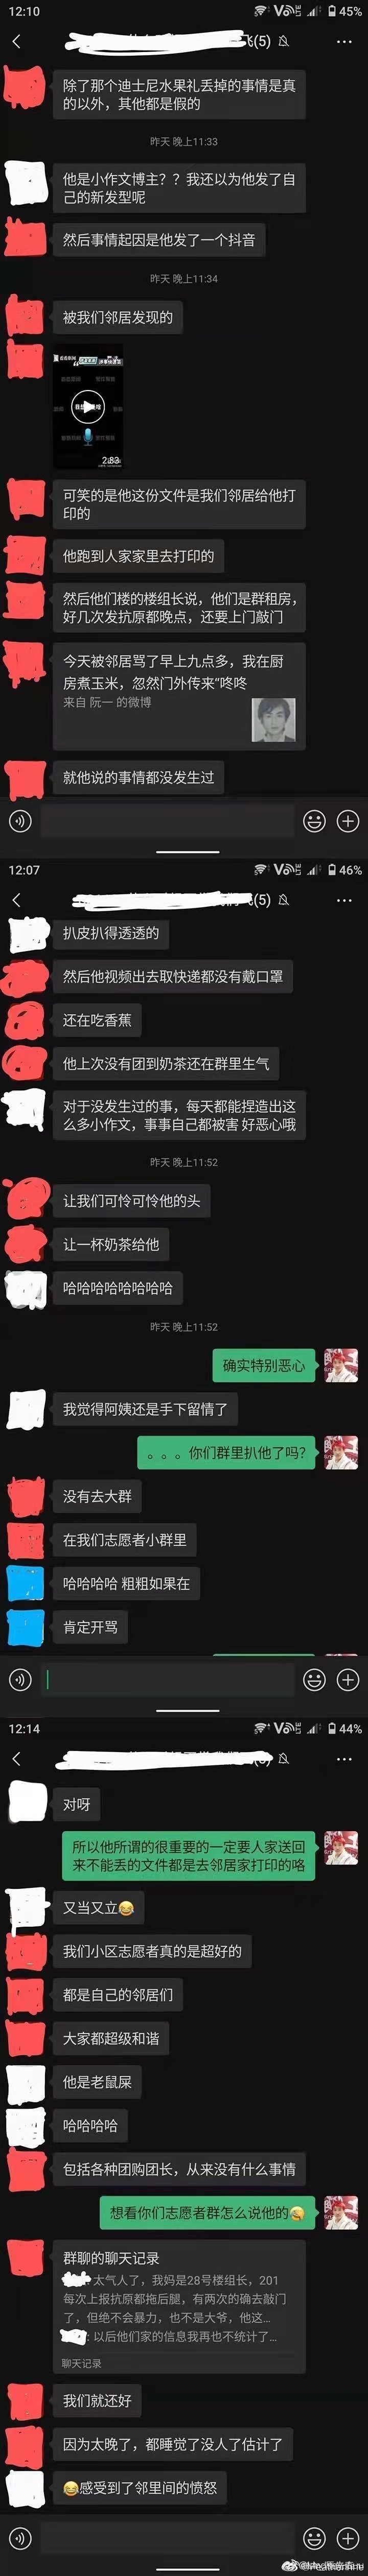 12:10
45%
飞(5)
除了那个迪士尼水果礼丢掉的事情是真
的以外，其他都是假的
昨天 晚上11:33
他是小作文博主？？我还以为他发了自
己的新发型呢
然后事情起因是他发了一个抖音
昨天 晚上11:34
被我们邻居发现的
2:33
可笑的是他这份文件是我们邻居给他打
印的
他跑到人家家里去打印的
然后他们楼的楼组长说，他们是群租房，
好几次发抗原都晚点，还要上门敲门
今天被邻居骂了早上九点多，我在厨
房煮玉米，忽然门外传来“咚咚
来自 阮一 的微博
就他说的事情都没发生过
12:07
46%
(5)
扒皮扒得透透的
然后他视频出去取快递都没有戴口罩
还在吃香蕉
他上次没有团到奶茶还在群里生气
对于没发生过的事，每天都能捏造出这
么多小作文，事事自己都被害 好恶心哦
昨天 晚上11:52
让我们可怜可怜他的头
让一杯奶茶给他
哈哈哈哈哈哈哈哈
昨天 晚上11:52
确实特别恶心
我觉得阿姨还是手下留情了
。。。你们群里扒他了吗？
没有去大群
在我们志愿者小群里
哈哈哈哈 粗粗如果在
肯定开骂
12:14
44%
对呀
所以他所谓的很重要的一定要人家送回
来不能丢的文件都是去邻居家打印的咯
又当又立😂
我们小区志愿者真的是超好的
都是自己的邻居们
大家都超级和谐
他是老鼠屎
哈哈哈哈
包括各种团购团长，从来没有什么事情
想看你们志愿者群怎么说他的🤣
群聊的聊天记录
太气人了，我妈是28号楼组长，201
每次上报抗原都拖后腿，有两次的确去敲门
了，但绝不会暴力，也不是大爷，他这...
: 以后他们家的信息我再也不统计了...
聊天记录
我们就还好
因为太晚了，都睡觉了没人了估计了
😂感受到了邻里间的愤怒